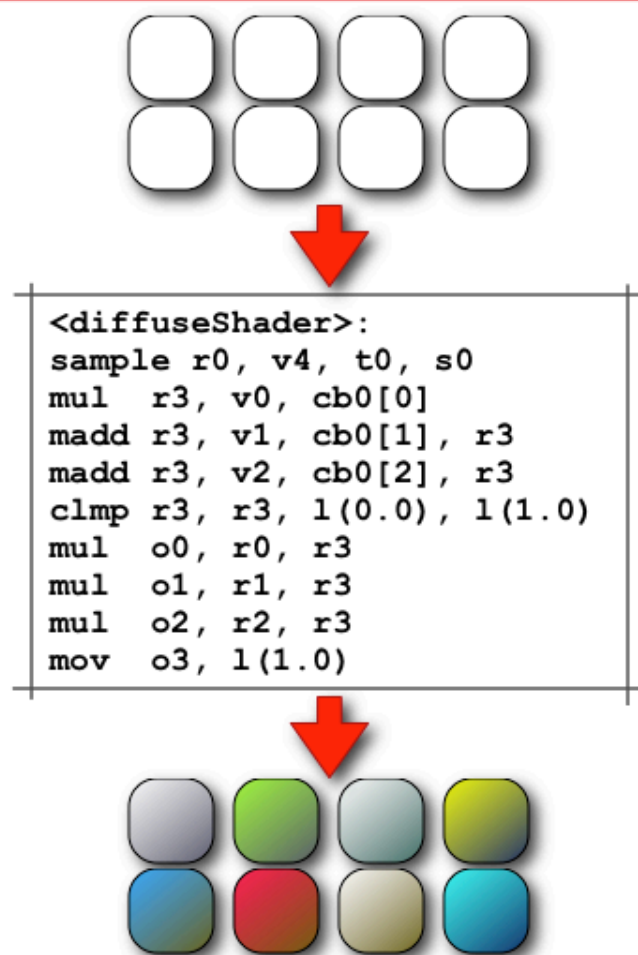 <diffuseShader>:
sample r0, v4, t0, s0
mul r3, v0, cb0[0]
madd r3, v1, cb0[1], r3
madd r3, v2, cb0[2], r3
clmp r3, r3, l(0.0), l(1.0)
mul o0, r0, r3
mul o1, r1, r3
mul o2, r2, r3
mov o3, l(1.0)